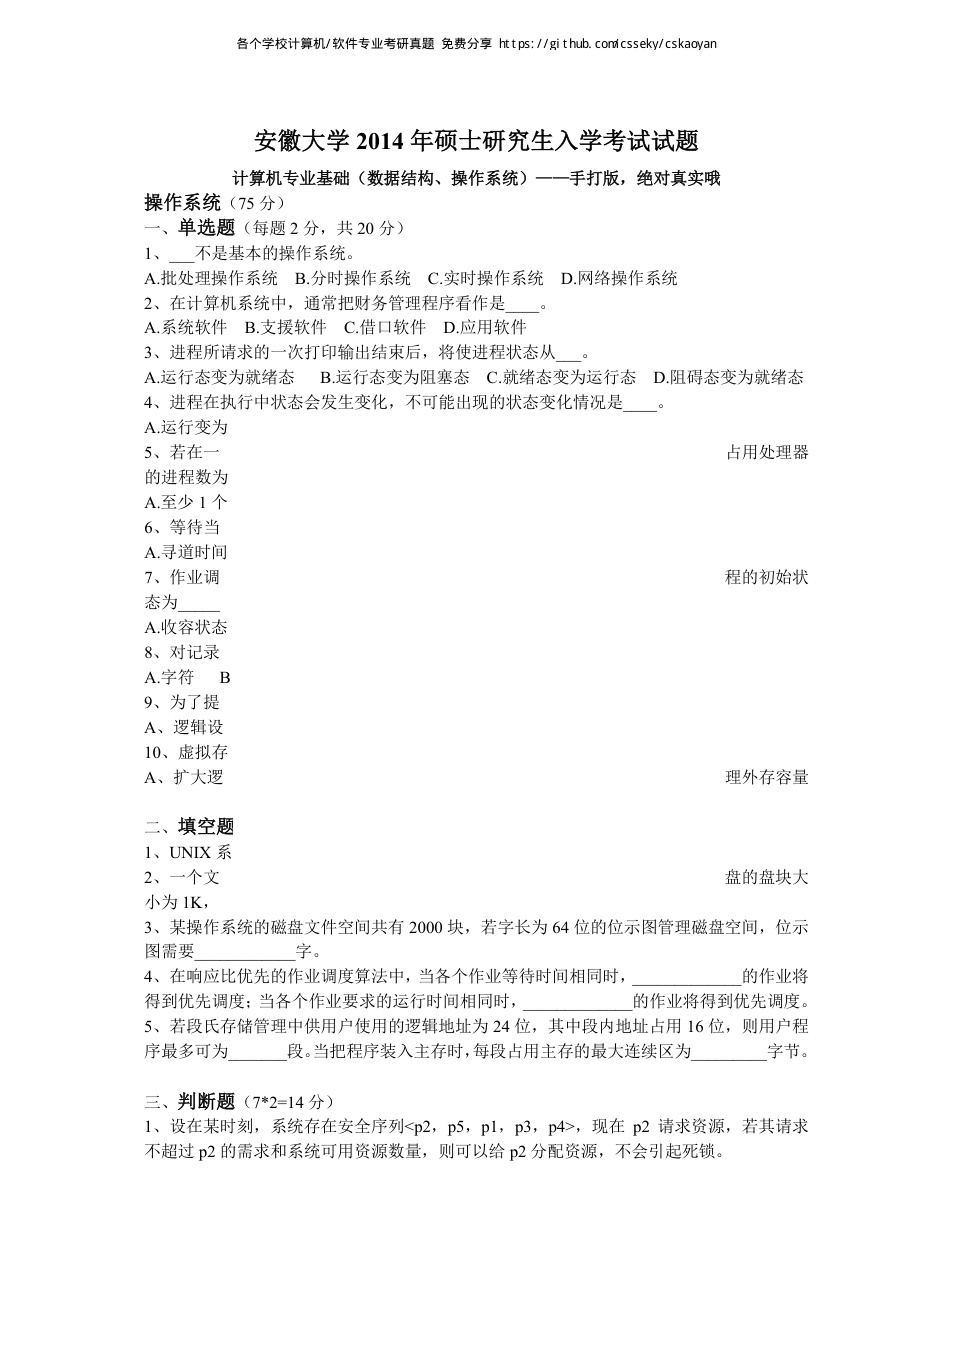 各个学校计算机/软件专业考研真题 免费分享 https://github.com/csseky/cskaoyan
安徽大学 2014 年硕士研究生入学考试试题
计算机专业基础（数据结构、操作系统）——手打版，绝对真实哦
操作系统（75 分）
一、单选题（每题 2 分，共 20 分）
1、___不是基本的操作系统。
A.批处理操作系统 B.分时操作系统 C.实时操作系统 D.网络操作系统
2、在计算机系统中，通常把财务管理程序看作是____。
A.系统软件 B.支援软件 C.借口软件 D.应用软件
3、进程所请求的一次打印输出结束后，将使进程状态从___。
A.运行态变为就绪态 B.运行态变为阻塞态 C.就绪态变为运行态 D.阻碍态变为就绪态
4、进程在执行中状态会发生变化，不可能出现的状态变化情况是____。
A.运行变为
5、若在一 占用处理器
的进程数为
A.至少 1 个
6、等待当
A.寻道时间
7、作业调 程的初始状
态为_____
A.收容状态
8、对记录
A.字符 B
9、为了提
A、逻辑设
10、虚拟存
A、扩大逻 理外存容量
二、填空题
1、UNIX 系
2、一个文 盘的盘块大
小为 1K，
3、某操作系统的磁盘文件空间共有 2000 块，若字长为 64 位的位示图管理磁盘空间，位示
图需要____________字。
4、在响应比优先的作业调度算法中，当各个作业等待时间相同时，_____________的作业将
得到优先调度；当各个作业要求的运行时间相同时，_____________的作业将得到优先调度。
5、若段氏存储管理中供用户使用的逻辑地址为 24 位，其中段内地址占用 16 位，则用户程
序最多可为_______段。当把程序装入主存时，每段占用主存的最大连续区为_________字节。
三、判断题（7*2=14 分）
1、设在某时刻，系统存在安全序列<p2，p5，p1，p3，p4>，现在 p2 请求资源，若其请求
不超过 p2 的需求和系统可用资源数量，则可以给 p2 分配资源，不会引起死锁。